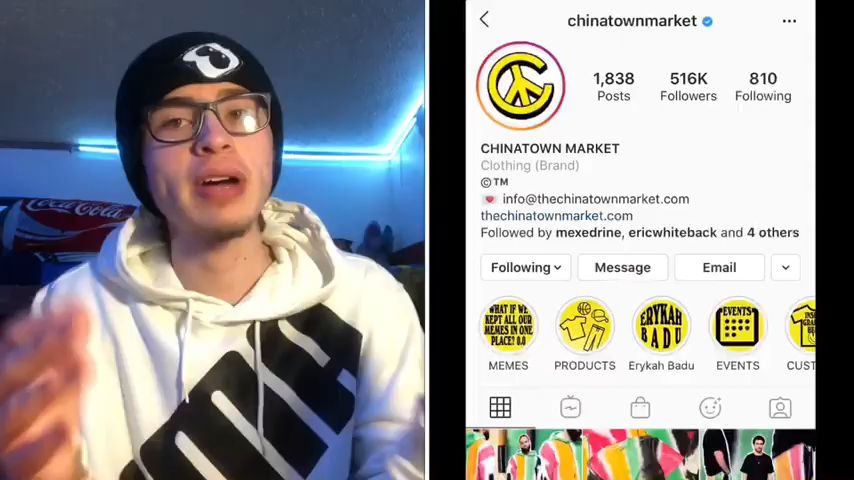 Coca-Cola
chinatownmarket
1,838
516K
810
Posts
Followers
Following
CHINATOWN MARKET
Clothing (Brand)
©™
💌 info@thechinatownmarket.com
thechinatownmarket.com
Followed by mexedrine, ericwhiteback and 4 others
Following
Message
Email
WHAT IF WE
KEPT ALL OUR
MEMES IN ONE
PLACE? 0.0
ERYKAH
BADU
EVENTS
MEMES
PRODUCTS
Erykah Badu
EVENTS
CUST